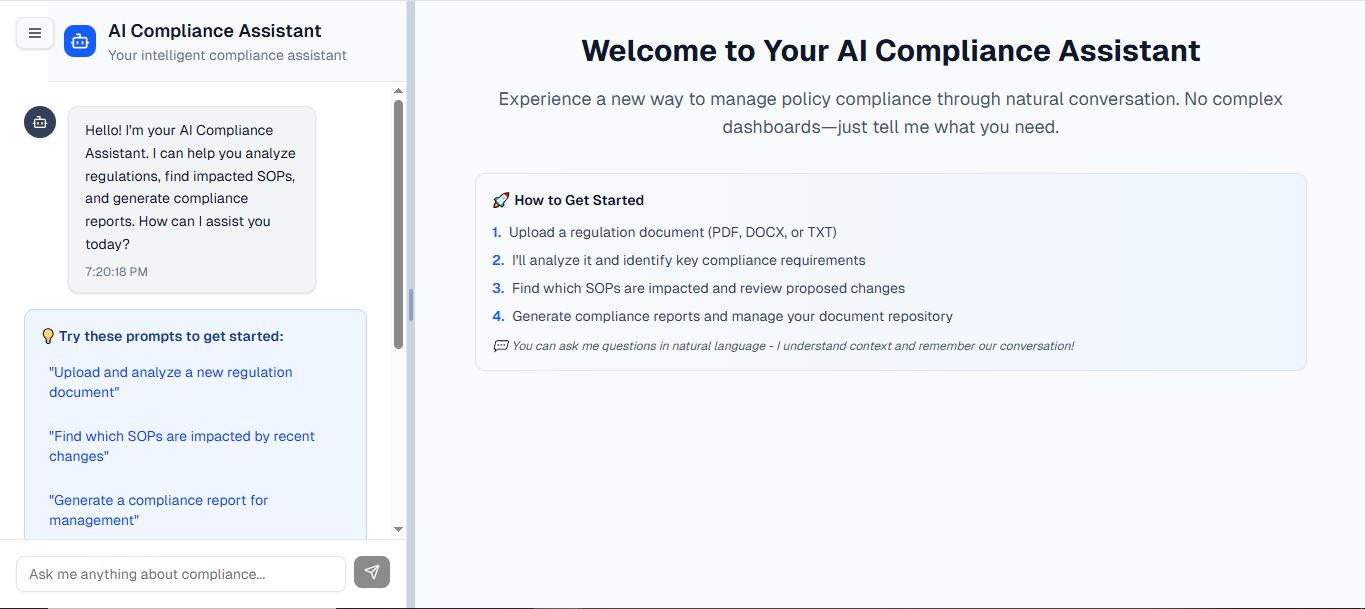 AI Compliance Assistant
Your intelligent compliance assistant
Hello! I'm your AI Compliance
Assistant. I can help you analyze
regulations, find impacted SOPs,
and generate compliance
reports. How can I assist you
today?
7:20:18 PM
Try these prompts to get started:
"Upload and analyze a new regulation
document"
"Find which SOPs are impacted by recent
changes"
"Generate a compliance report for
management"
Ask me anything about compliance...
Welcome to Your AI Compliance Assistant
Experience a new way to manage policy compliance through natural conversation. No complex
dashboards—just tell me what you need.
How to Get Started
1. Upload a regulation document (PDF, DOCX, or TXT)
2. I'll analyze it and identify key compliance requirements
3. Find which SOPs are impacted and review proposed changes
4. Generate compliance reports and manage your document repository
You can ask me questions in natural language - I understand context and remember our conversation!